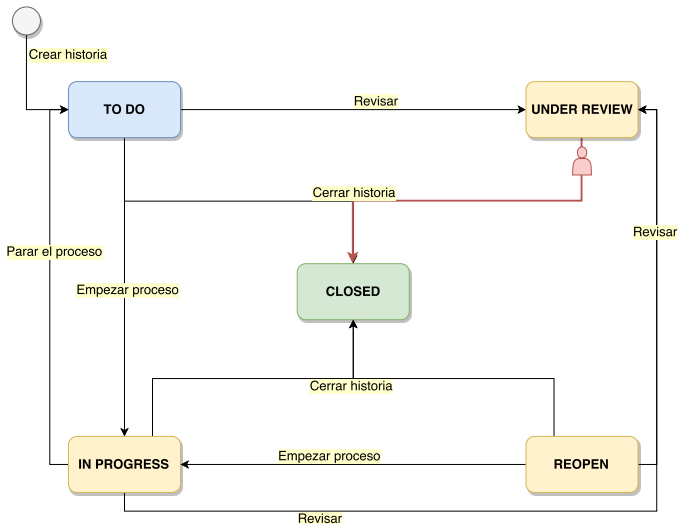 Crear historia
TO DO
Revisar
UNDER REVIEW
Cerrar historia
Revisar
Parar el proceso
Empezar proceso
CLOSED
Cerrar historia
IN PROGRESS
Empezar proceso
REOPEN
Revisar